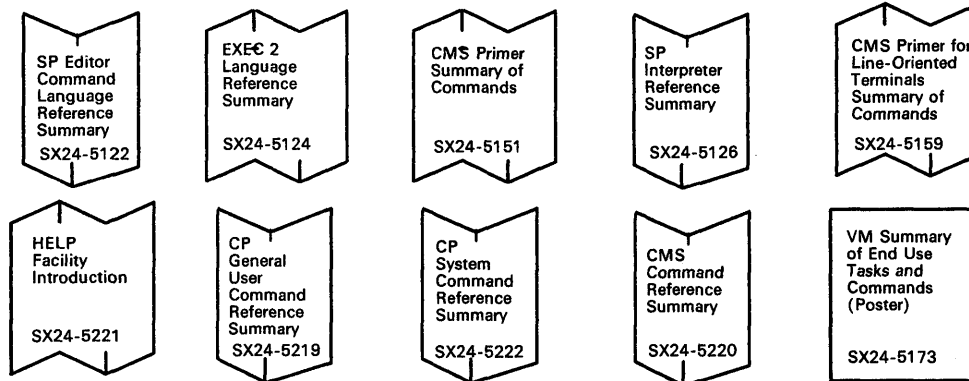 SP Editor
Command
Language
Reference
Summary
SX24-5122
EXEC 2
Language
Reference
Summary
SX24-5124
CMS Primer
Summary of
Commands
SX24-5151
SP
Interpreter
Reference
Summary
SX24-5126
CMS Primer for
Line-Oriented
Terminals
Summary of
Commands
SX24-5159
HELP
Facility
Introduction
SX24-5221
CP
General
User
Command
Reference
Summary
SX24-5219
CP
System
Command
Reference
Summary
SX24-5222
CMS
Command
Reference
Summary
SX24-5220
VM Summary
of End Use
Tasks and
Commands
(Poster)
SX24-5173